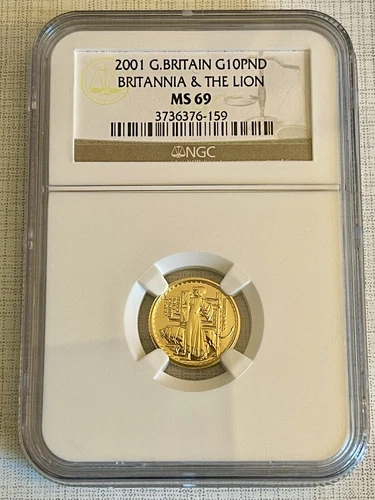 2001 G.BRITAIN G10PND
BRITANNIA & THE LION
MS 69
3736376-159
NGC